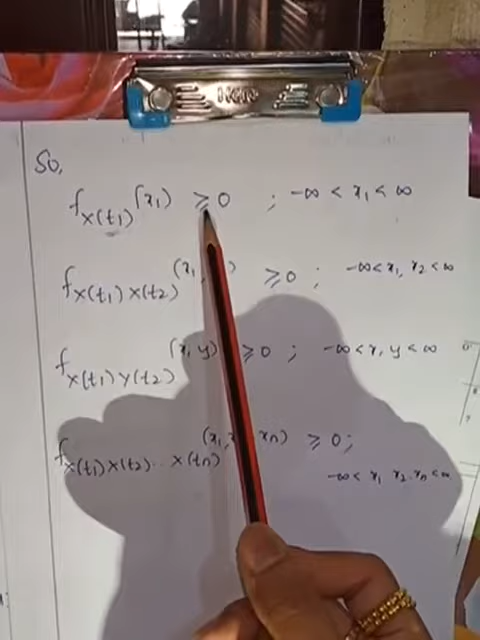 So,
f_X(t1) (x1) ≥ 0 ; -∞ < x1 < ∞
f_X(t1) X(t2) (x1, ) ≥ 0 ; -∞ < x1, x2 < ∞
f_X(t1) Y(t2) (x, y) ≥ 0 ; -∞ < x, y < ∞
f_X(t1) X(t2) .. X(tn) (x1, xn) ≥ 0 ;
-∞ < x1 x2 .. xn < ∞